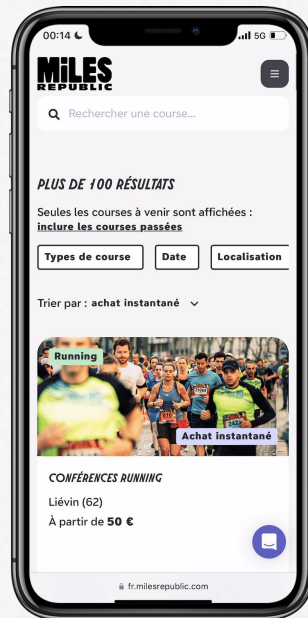 00:14
5G
MiLES
REPUBLIC
Rechercher une course...
PLUS DE 100 RÉSULTATS
Seules les courses à venir sont affichées :
inclure les courses passées
Types de course
Date
Localisation
Trier par : achat instantané
Running
Achat instantané
CONFÉRENCES RUNNING
Liévin (62)
À partir de 50 €
fr.milesrepublic.com